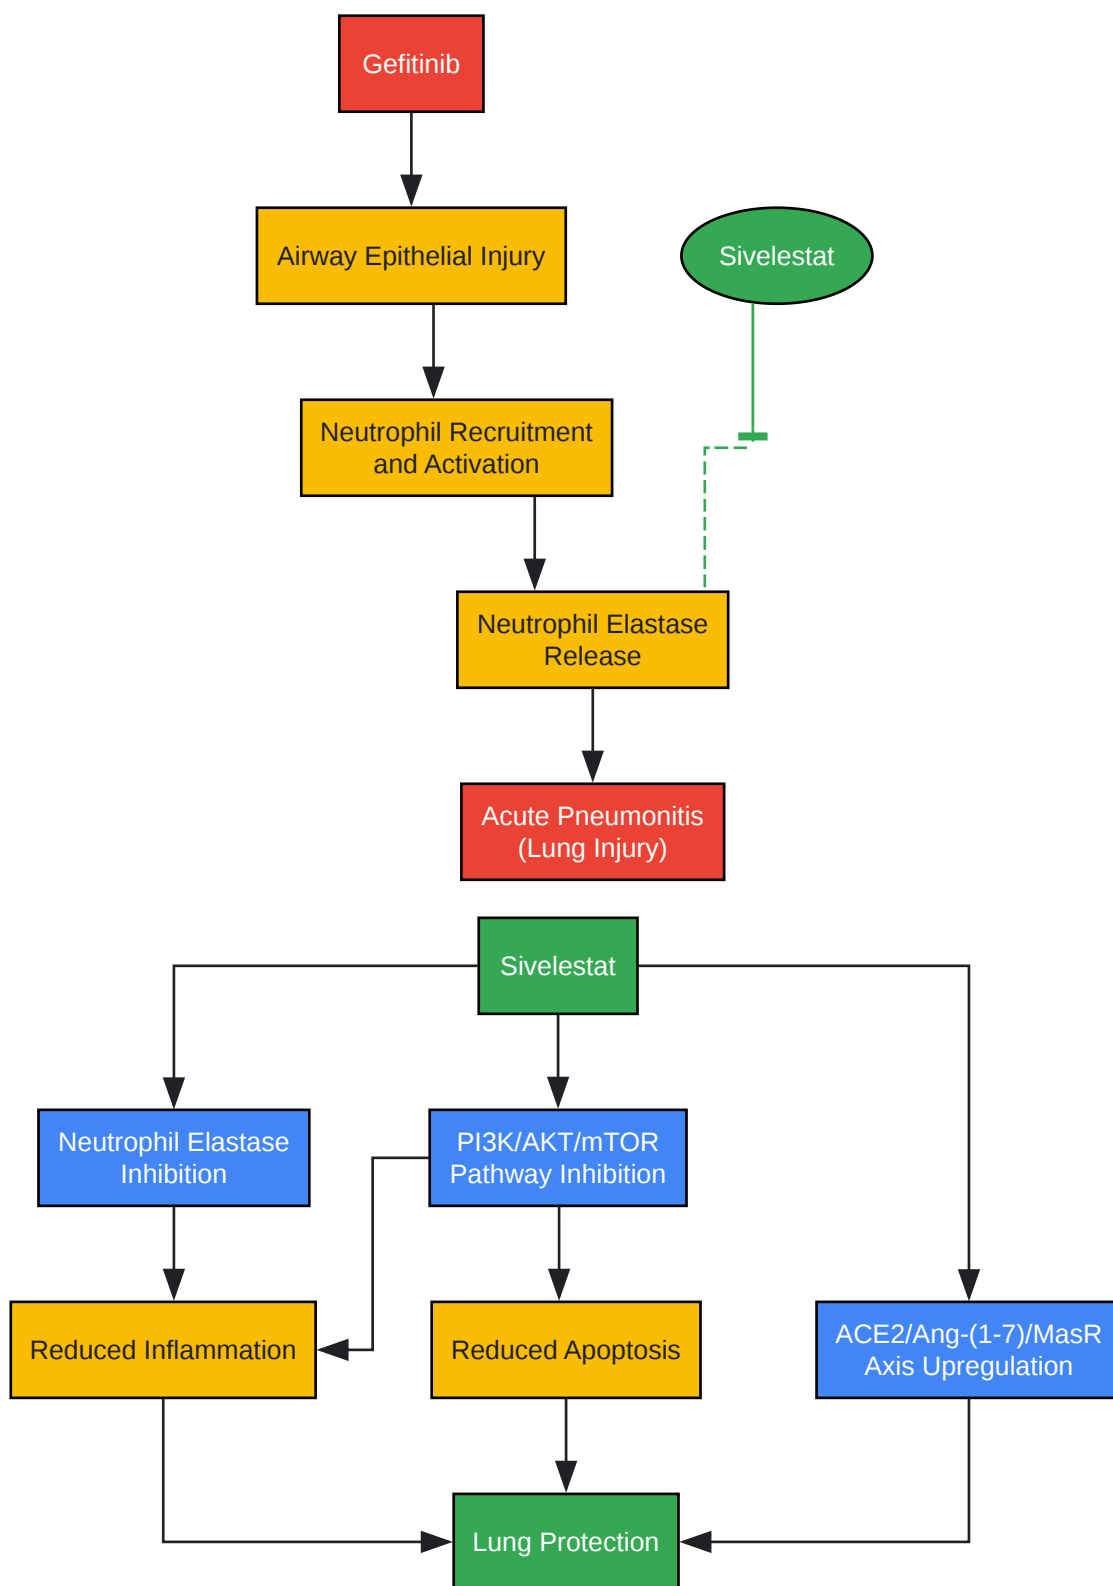 Gefitinib
Airway Epithelial Injury
Sivelestat
Neutrophil Recruitment
and Activation
Neutrophil Elastase
Release
Acute Pneumonitis
(Lung Injury)
Sivelestat
Neutrophil Elastase
Inhibition
PI3K/AKT/mTOR
Pathway Inhibition
Reduced Inflammation
Reduced Apoptosis
ACE2/Ang-(1-7)/MasR
Axis Upregulation
Lung Protection